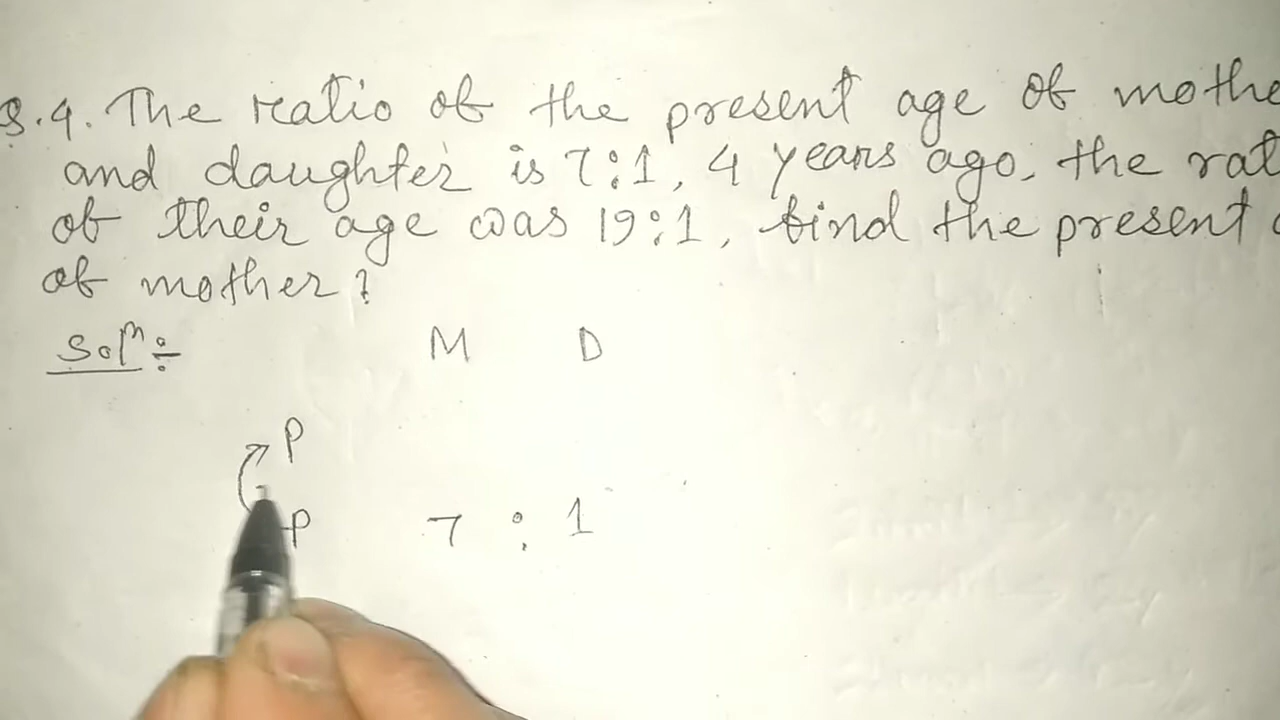 Q.4. The ratio of the present age of mothe
and daughter is 7:1, 4 years ago, the rat
of their age was 19:1, find the present a
of mother?
Solⁿ÷ M D
P
P 7 : 1